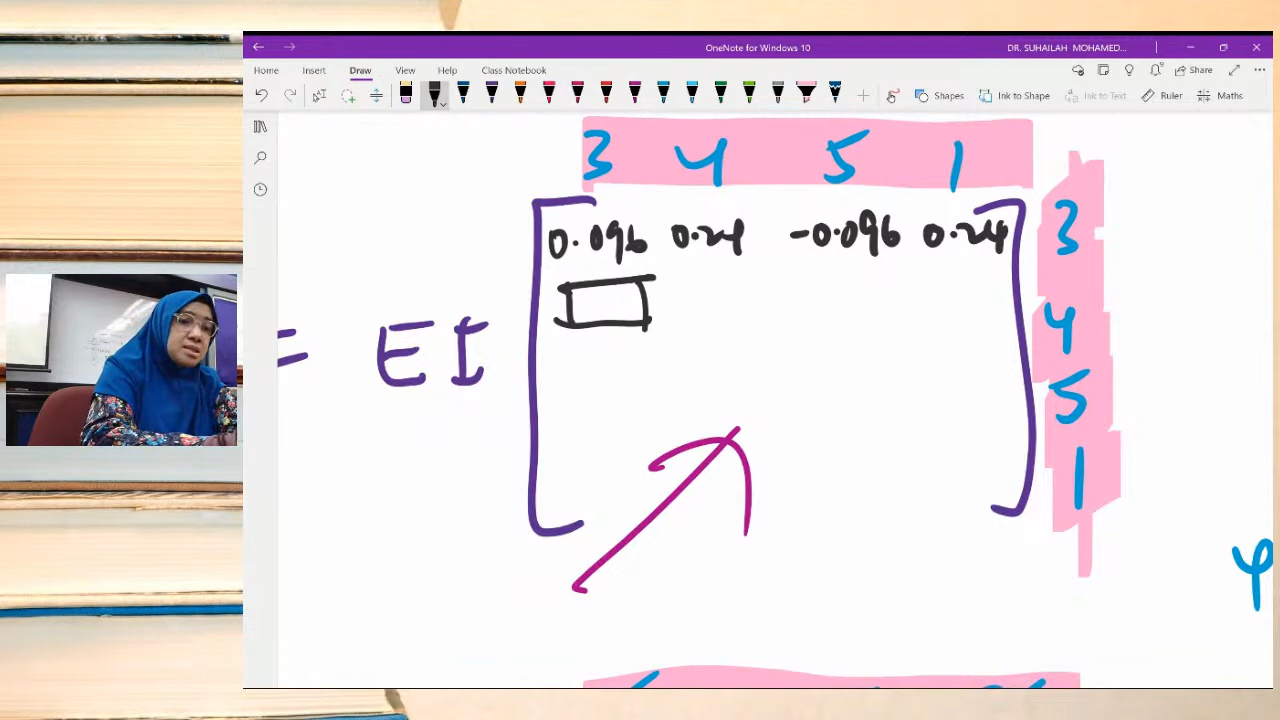 OneNote for Windows 10 DR. SUHAILAH MOHAMED...
Home Insert Draw View Help Class Notebook Share
Shapes Ink to Shape Ink to Text Ruler Maths
3 4 5 1
0.096 0.24 -0.096 0.24 3
= EI
4
5
1
4